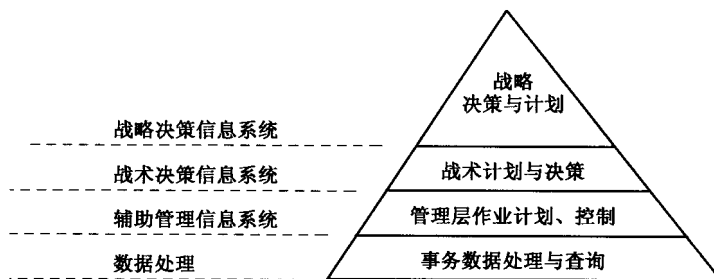 战略
决策与计划
战略决策信息系统
战术决策信息系统
战术计划与决策
辅助管理信息系统
管理层作业计划、控制
数据处理
事务数据处理与查询